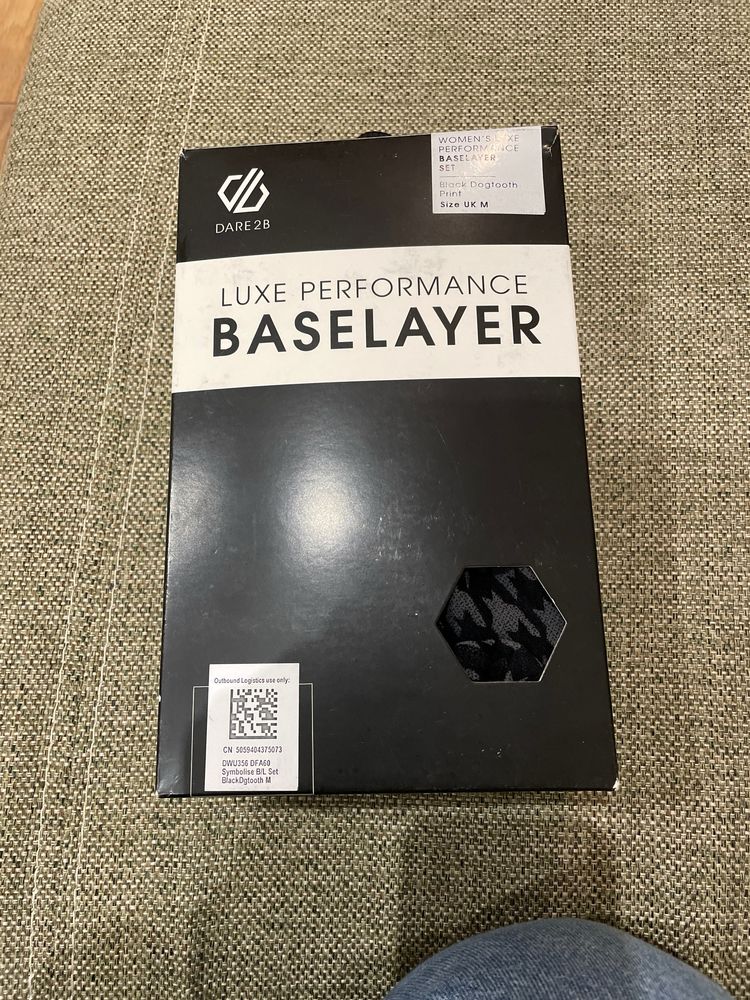 DARE 2B
WOMEN'S LUXE
PERFORMANCE
BASELAYER
SET
Black Dogtooth
Print
Size UK M
LUXE PERFORMANCE
BASELAYER
Outbound Logistics use only:
CN 5059404375073
DWU356 DFA60
Symbolise B/L Set
BlackDgtooth M